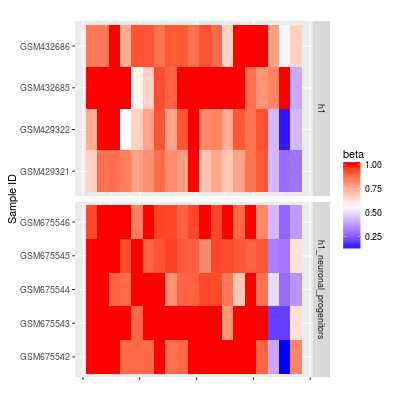 GSM432686
GSM432685
GSM429322
GSM429321
h1
GSM675546
GSM675545
GSM675544
GSM675543
GSM675542
h1_neuronal_progenitors
Sample ID
beta
1.00
0.75
0.50
0.25